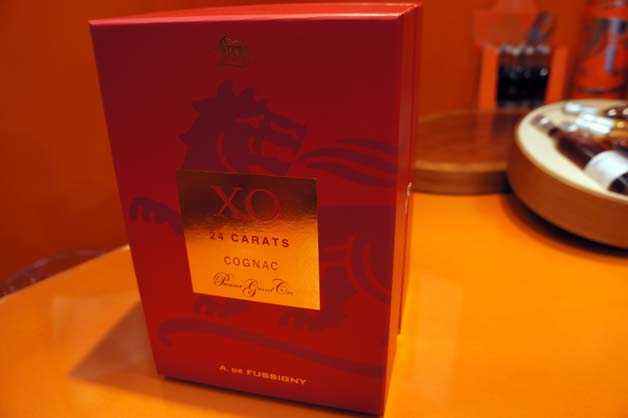 XO
24 CARATS
COGNAC
Premier Grand Cru
A. DE FUSSIGNY